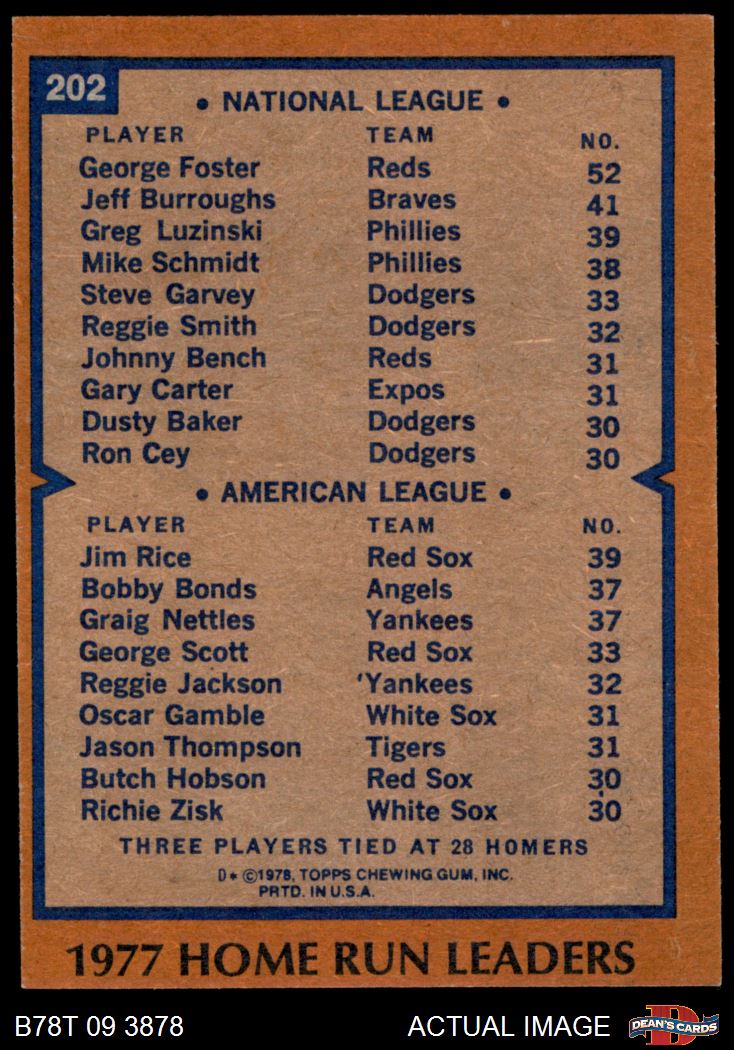 202
• NATIONAL LEAGUE •
PLAYER TEAM NO.
George Foster Reds 52
Jeff Burroughs Braves 41
Greg Luzinski Phillies 39
Mike Schmidt Phillies 38
Steve Garvey Dodgers 33
Reggie Smith Dodgers 32
Johnny Bench Reds 31
Gary Carter Expos 31
Dusty Baker Dodgers 30
Ron Cey Dodgers 30
• AMERICAN LEAGUE •
PLAYER TEAM NO.
Jim Rice Red Sox 39
Bobby Bonds Angels 37
Graig Nettles Yankees 37
George Scott Red Sox 33
Reggie Jackson 'Yankees 32
Oscar Gamble White Sox 31
Jason Thompson Tigers 31
Butch Hobson Red Sox 30
Richie Zisk White Sox 30
THREE PLAYERS TIED AT 28 HOMERS
D* ©1978, TOPPS CHEWING GUM, INC.
PRTD. IN U.S.A.
1977 HOME RUN LEADERS
B78T 09 3878 ACTUAL IMAGE DEAN'S CARDS